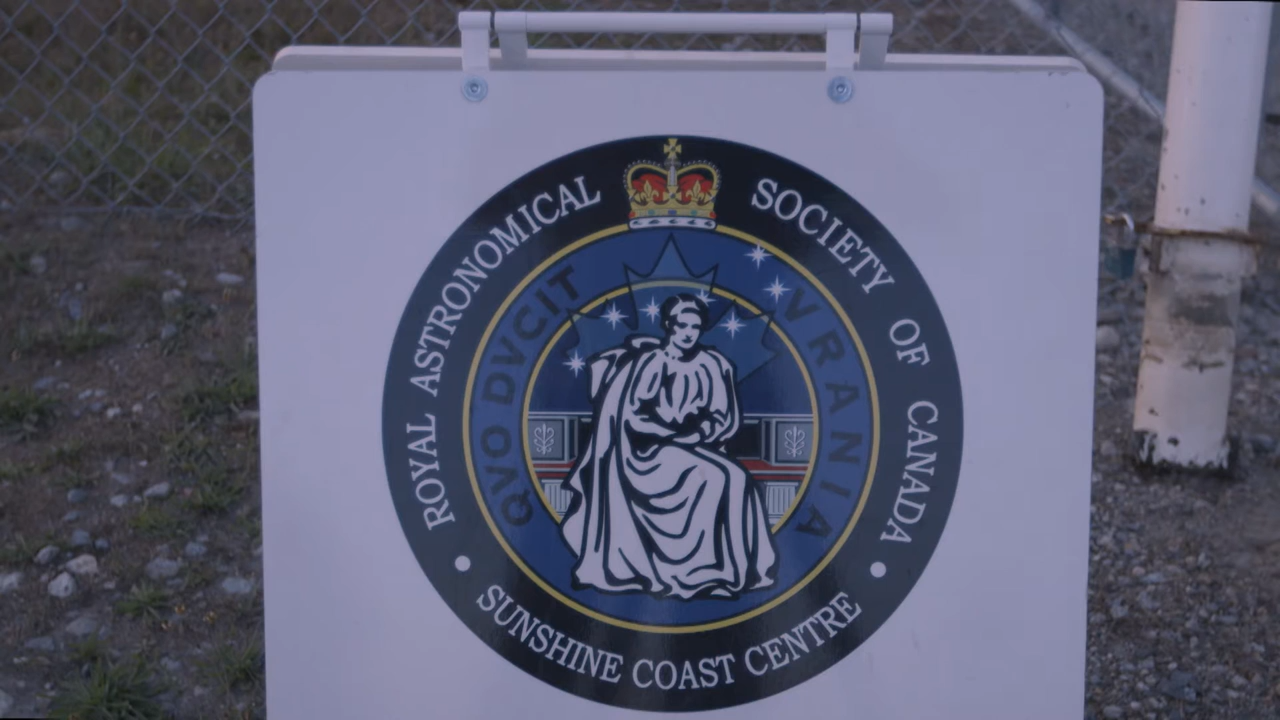 ROYAL ASTRONOMICAL SOCIETY OF CANADA
QVO DVCIT VRANIA
• SUNSHINE COAST CENTRE •